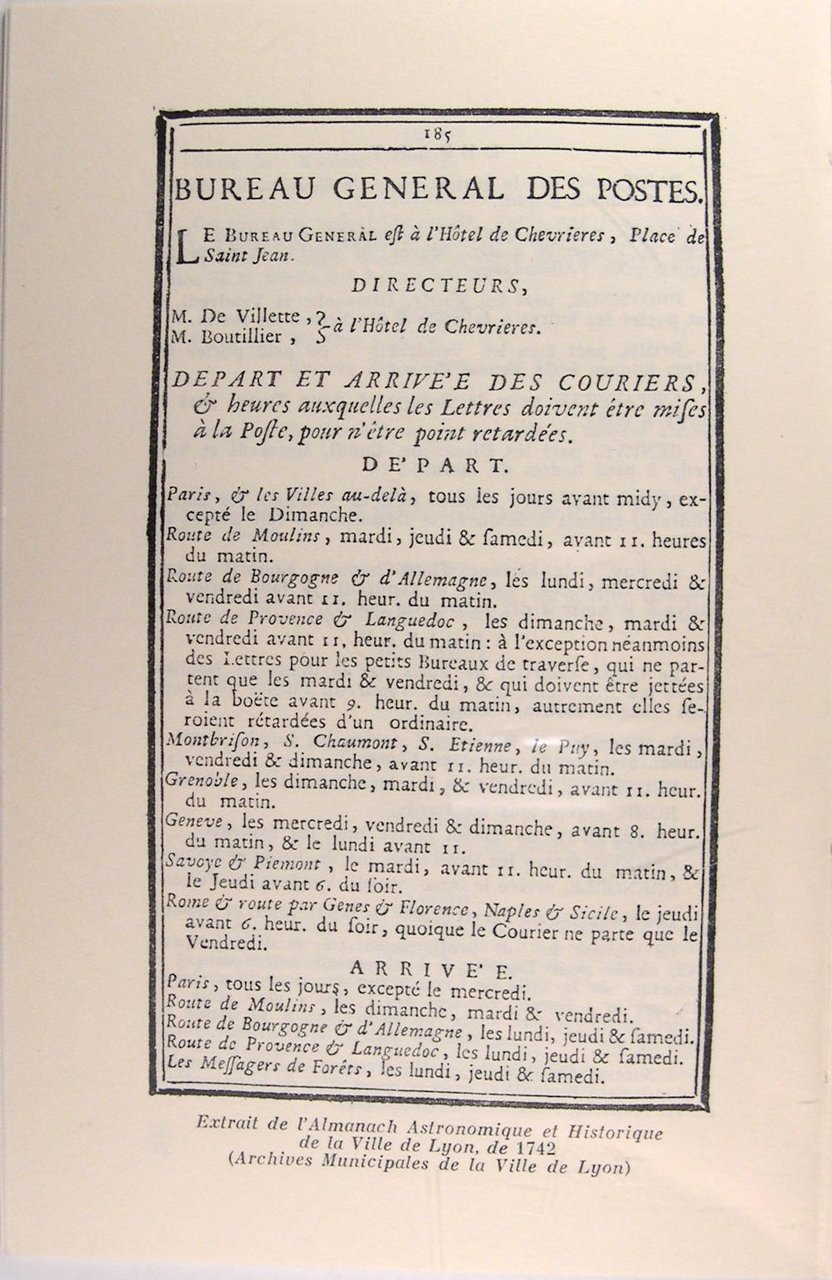 185
BUREAU GENERAL DES POSTES.
LE BUREAU GENERAL eſt à l'Hôtel de Chevrieres, Place de
Saint Jean.
DIRECTEURS,
M. De Villette,
M. Boutillier, } à l'Hôtel de Chevrieres.
DEPART ET ARRIVE'E DES COURIERS,
& heures auxquelles les Lettres doivent être miſes
à la Poſte, pour n'être point retardées.
DE'PART.
Paris, & les Villes au-delà, tous les jours avant midy, ex-
cepté le Dimanche.
Route de Moulins, mardi, jeudi & ſamedi, avant 11. heures
du matin.
Route de Bourgogne & d'Allemagne, les lundi, mercredi &
vendredi avant 11. heur. du matin.
Route de Provence & Languedoc, les dimanche, mardi &
vendredi avant 11, heur. du matin : à l'exception néanmoins
des Lettres pour les petits Bureaux de traverſe, qui ne par-
tent que les mardi & vendredi, & qui doivent être jettées
à la boëte avant 9. heur. du matin, autrement elles ſe-
roient rétardées d'un ordinaire.
Montbriſon, S. Chaumont, S. Etienne, le Puy, les mardi,
vendredi & dimanche, avant 11. heur. du matin.
Grenoble, les dimanche, mardi, & vendredi, avant 11. heur.
du matin.
Geneve, les mercredi, vendredi & dimanche, avant 8. heur.
du matin, & le lundi avant 11.
Savoye & Piemont, le mardi, avant 11. heur. du matin, &
le Jeudi avant 6. du ſoir.
Rome & route par Genes & Florence, Naples & Sicile, le jeudi
avant 6. heur. du ſoir, quoique le Courier ne parte que le
Vendredi.
ARRIVE'E.
Paris, tous les jours, excepté le mercredi.
Route de Moulins, les dimanche, mardi & vendredi.
Route de Bourgogne & d'Allemagne, les lundi, jeudi & ſamedi.
Route de Provence & Languedoc, les lundi, jeudi & ſamedi.
Les Meſſagers de Forêts, les lundi, jeudi & ſamedi.
Extrait de l'Almanach Astronomique et Historique
de la Ville de Lyon, de 1742
(Archives Municipales de la Ville de Lyon)